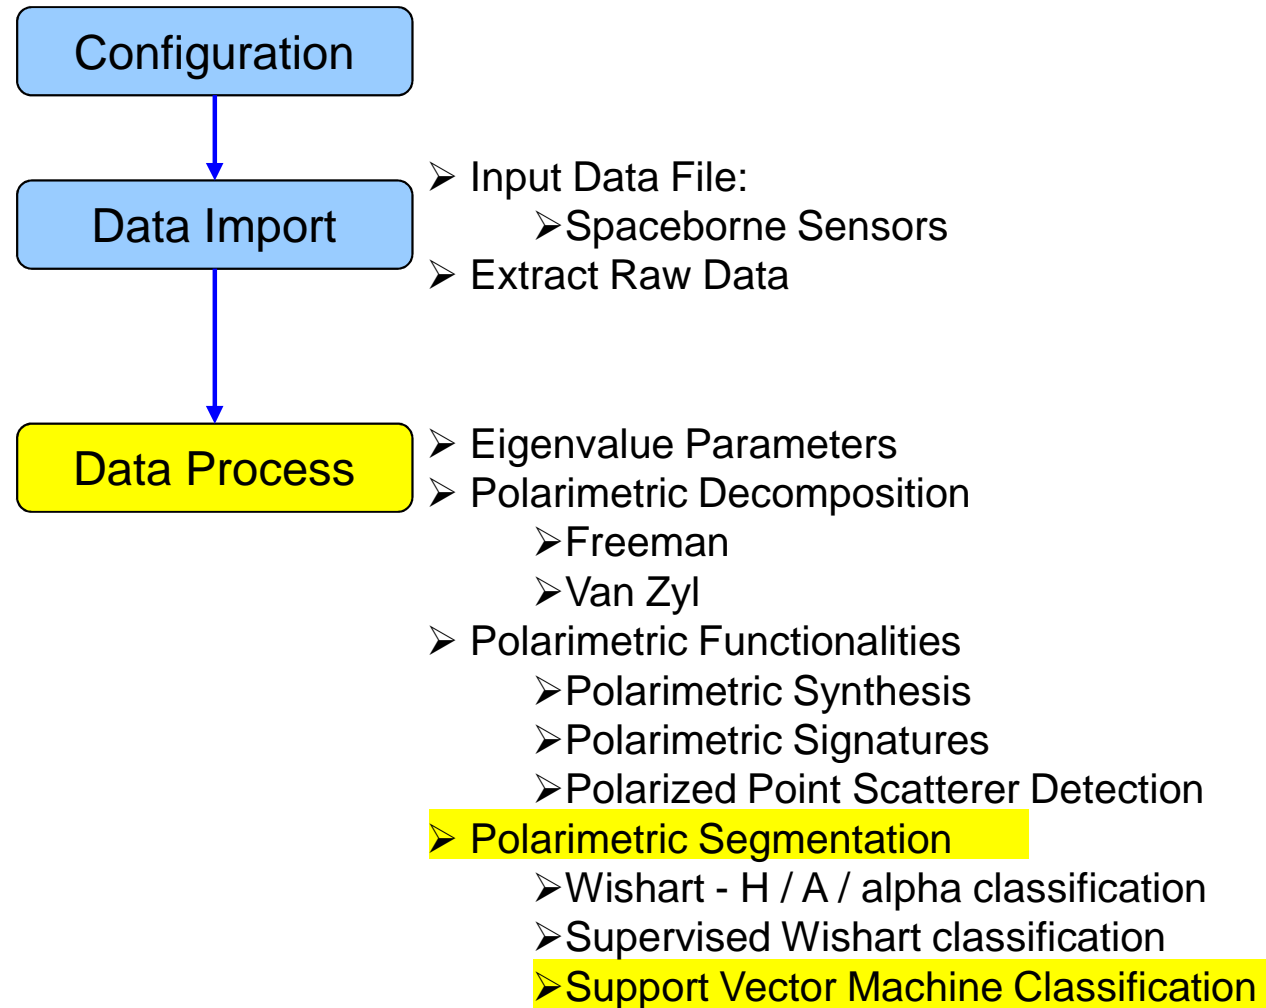 Configuration
Data Import
➢ Input Data File:
➢Spaceborne Sensors
➢ Extract Raw Data
Data Process
➢ Eigenvalue Parameters
➢ Polarimetric Decomposition
➢Freeman
➢Van Zyl
➢ Polarimetric Functionalities
➢Polarimetric Synthesis
➢Polarimetric Signatures
➢Polarized Point Scatterer Detection
➢ Polarimetric Segmentation
➢Wishart - H / A / alpha classification
➢Supervised Wishart classification
➢Support Vector Machine Classification